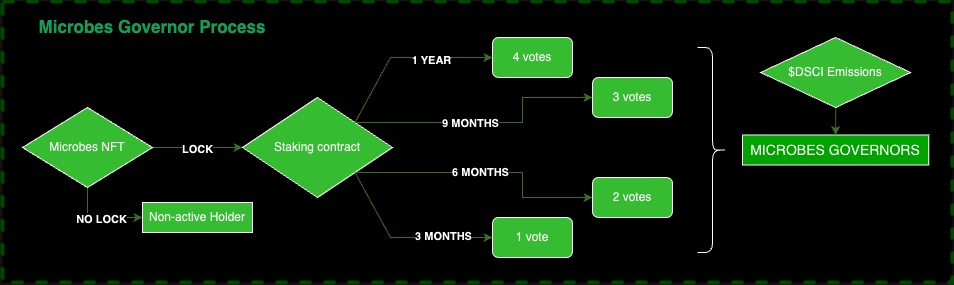 Microbes Governor Process
1 YEAR
4 votes
$DSCI Emissions
3 votes
9 MONTHS
Microbes NFT
LOCK
Staking contract
MICROBES GOVERNORS
6 MONTHS
2 votes
NO LOCK
Non-active Holder
3 MONTHS
1 vote